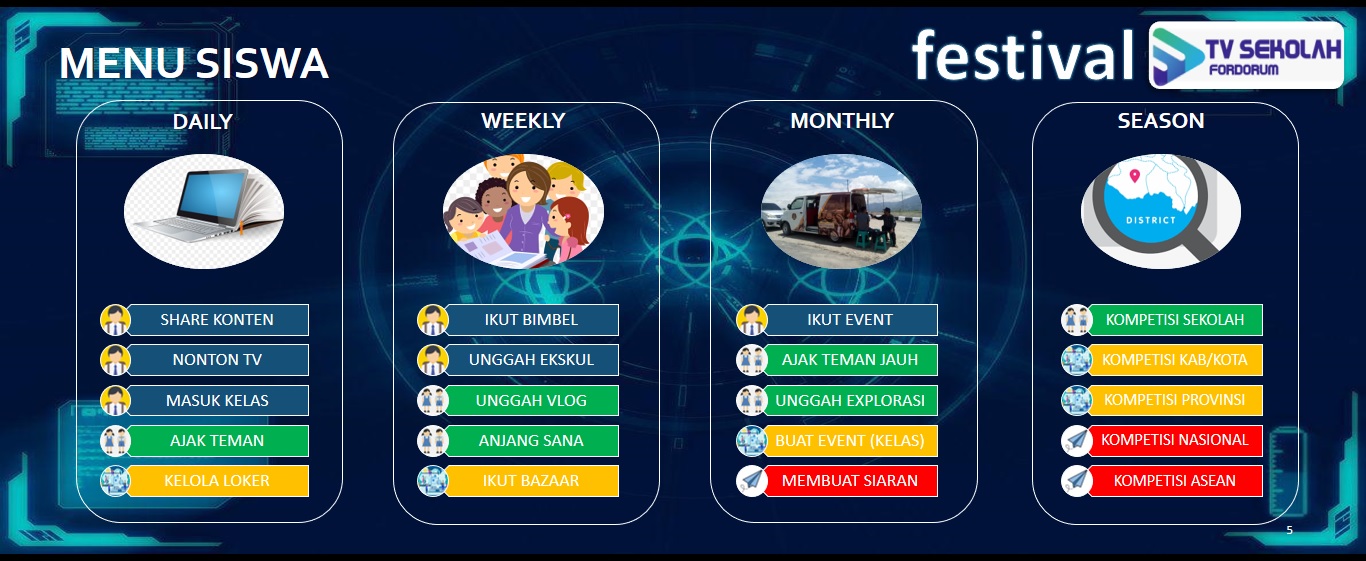 MENU SISWA
festival
TV SEKOLAH
FORDORUM
DAILY
SHARE KONTEN
NONTON TV
MASUK KELAS
AJAK TEMAN
KELOLA LOKER
WEEKLY
IKUT BIMBEL
UNGGAH EKSKUL
UNGGAH VLOG
ANJANG SANA
IKUT BAZAAR
MONTHLY
IKUT EVENT
AJAK TEMAN JAUH
UNGGAH EXPLORASI
BUAT EVENT (KELAS)
MEMBUAT SIARAN
SEASON
DISTRICT
KOMPETISI SEKOLAH
KOMPETISI KAB/KOTA
KOMPETISI PROVINSI
KOMPETISI NASIONAL
KOMPETISI ASEAN
5